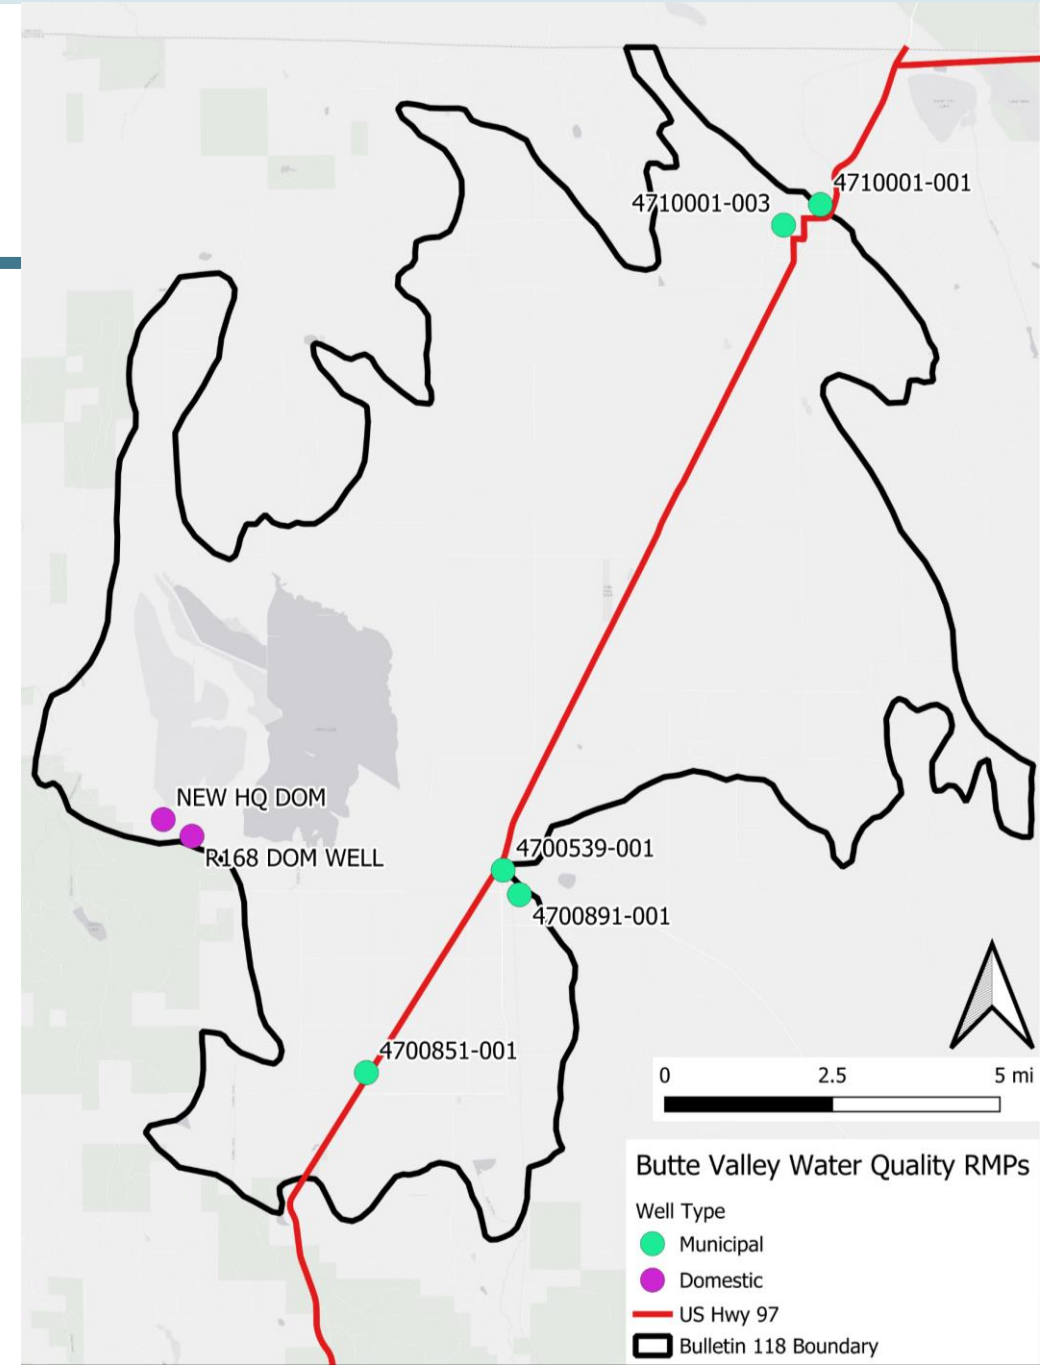 4710001-001
4710001-003
NEW HQ DOM
R168 DOM WELL
4700539-001
4700891-001
4700851-001
0 2.5 5 mi
Butte Valley Water Quality RMPs
Well Type
Municipal
Domestic
US Hwy 97
Bulletin 118 Boundary